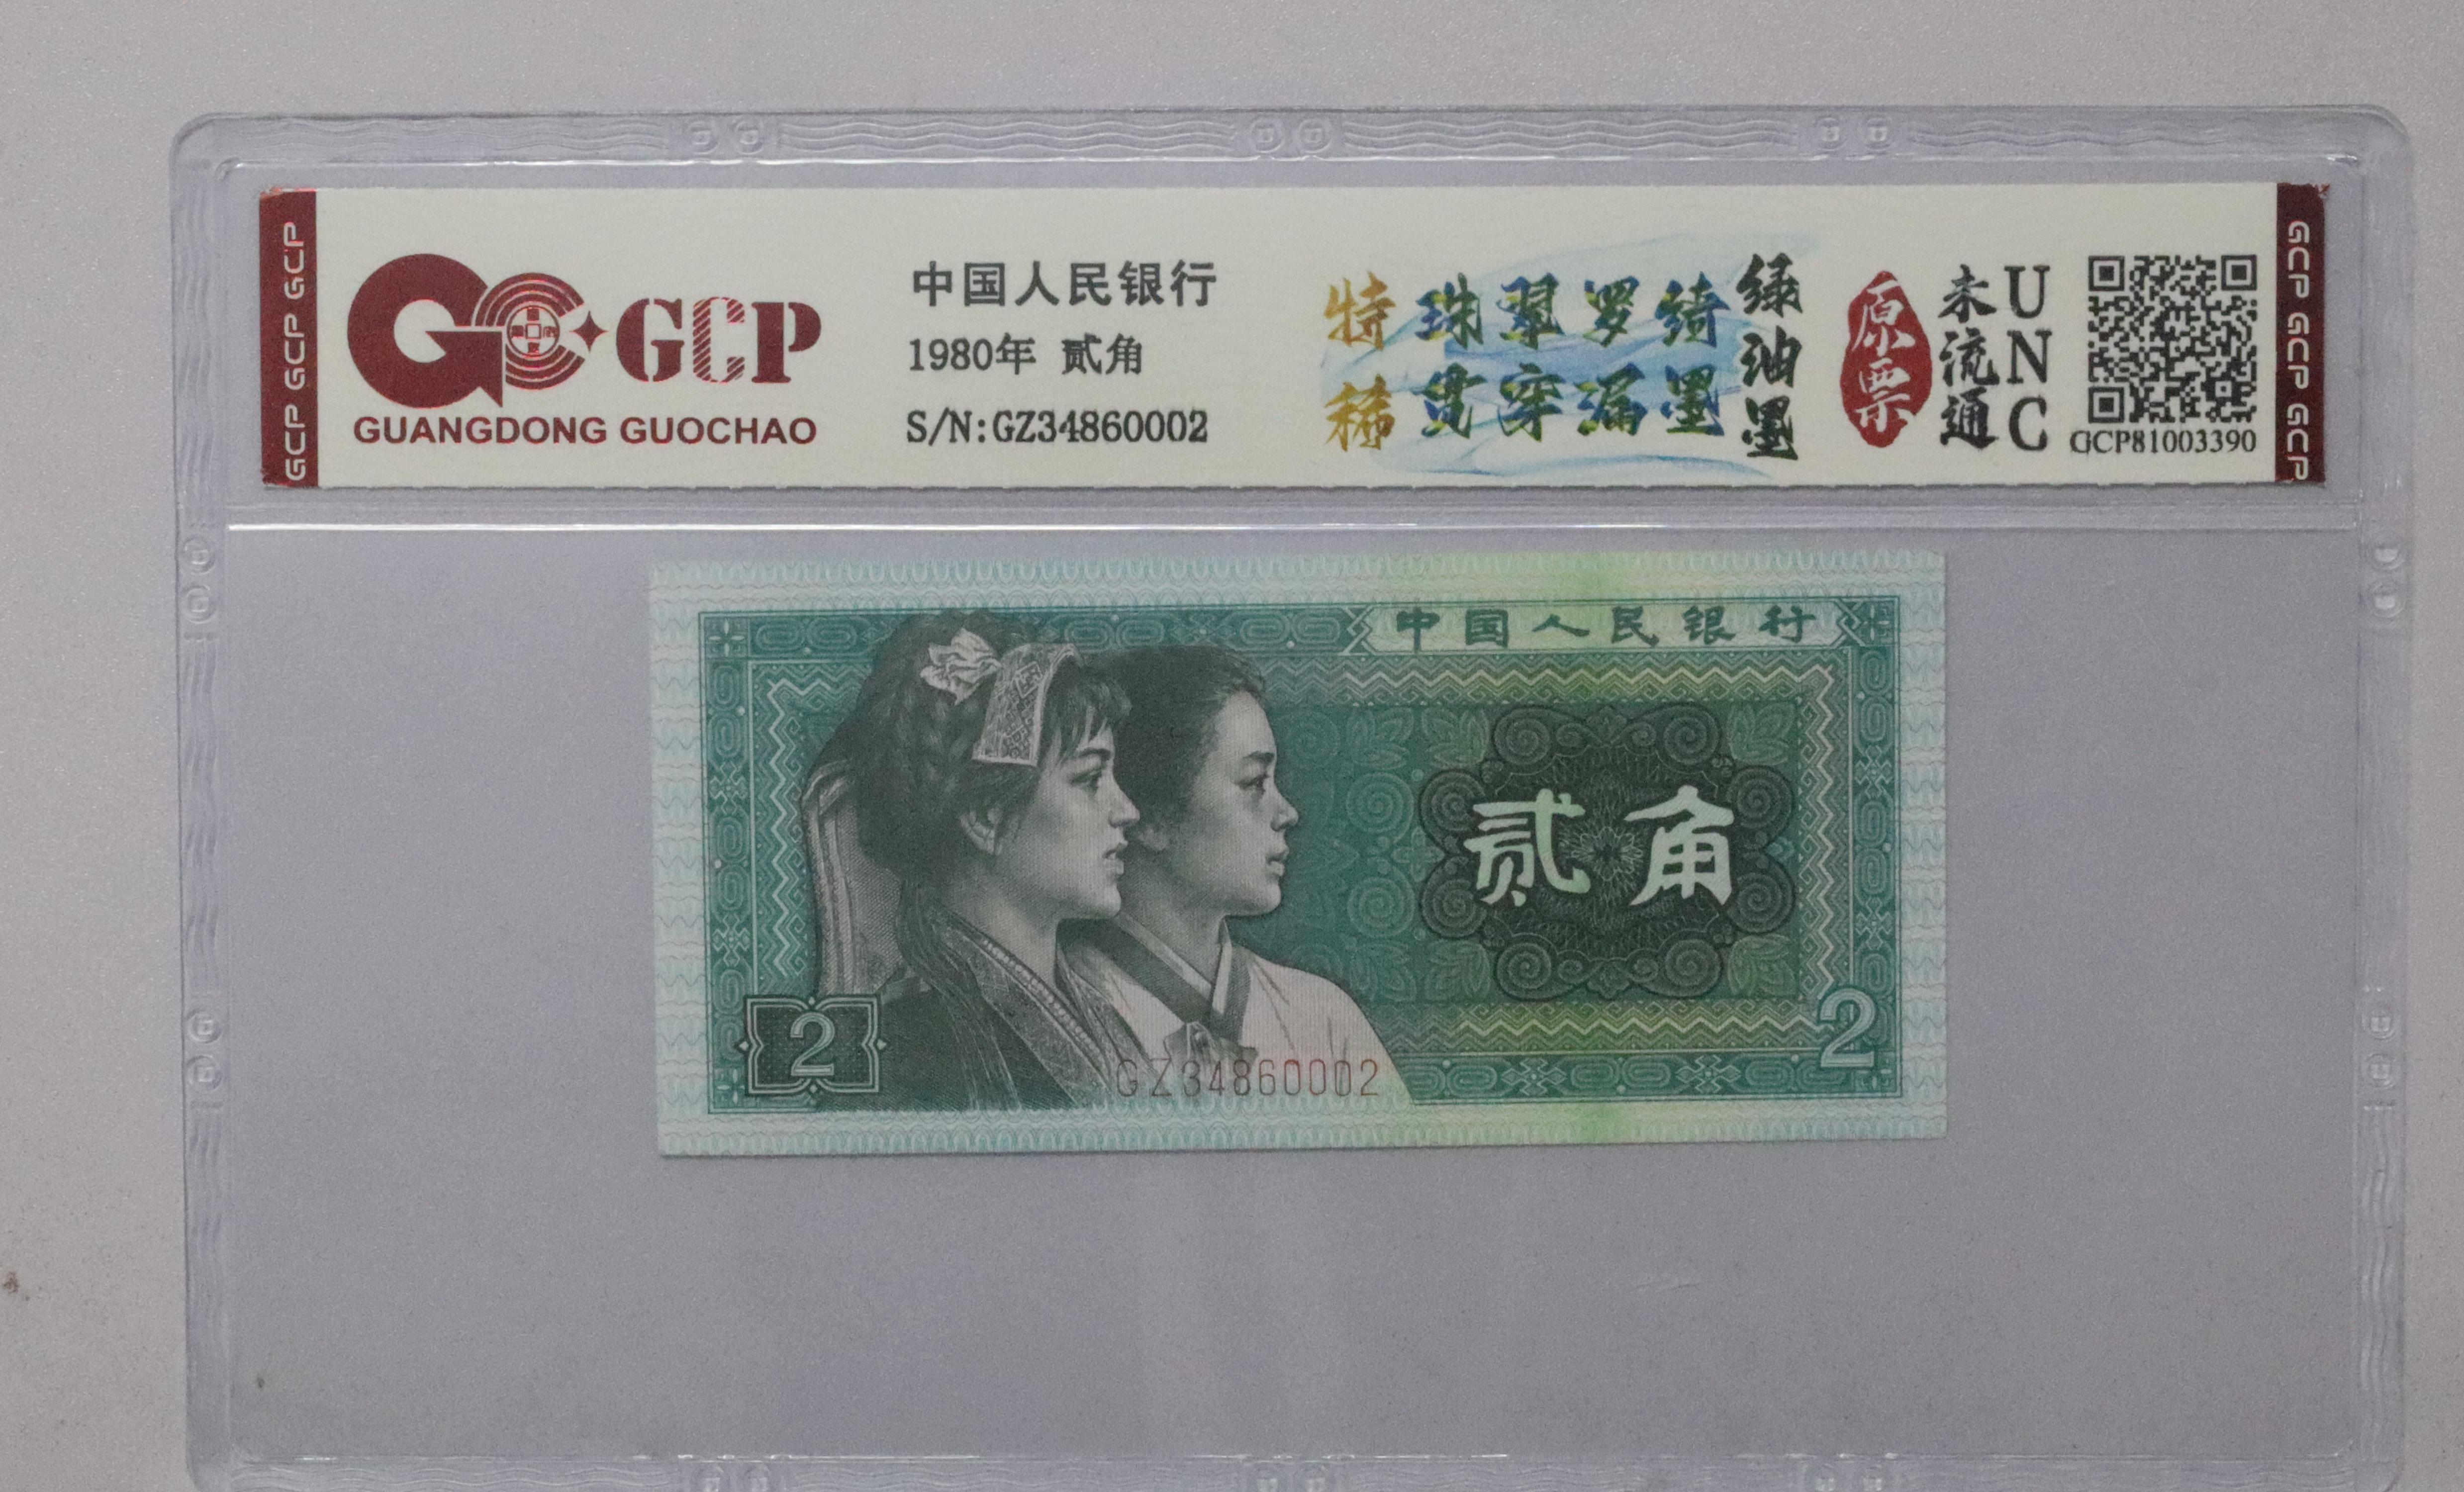 GCP GCP GCP
GCP
GUANGDONG GUOCHAO
中国人民银行
1980年 贰角
S/N:GZ34860002
特稀
珠翠罗绮
贯穿漏墨
绿油墨
原票
未流通
UNC
GCP81003390
GCP GCP GCP
中国人民银行
贰角
2
GZ34860002
2